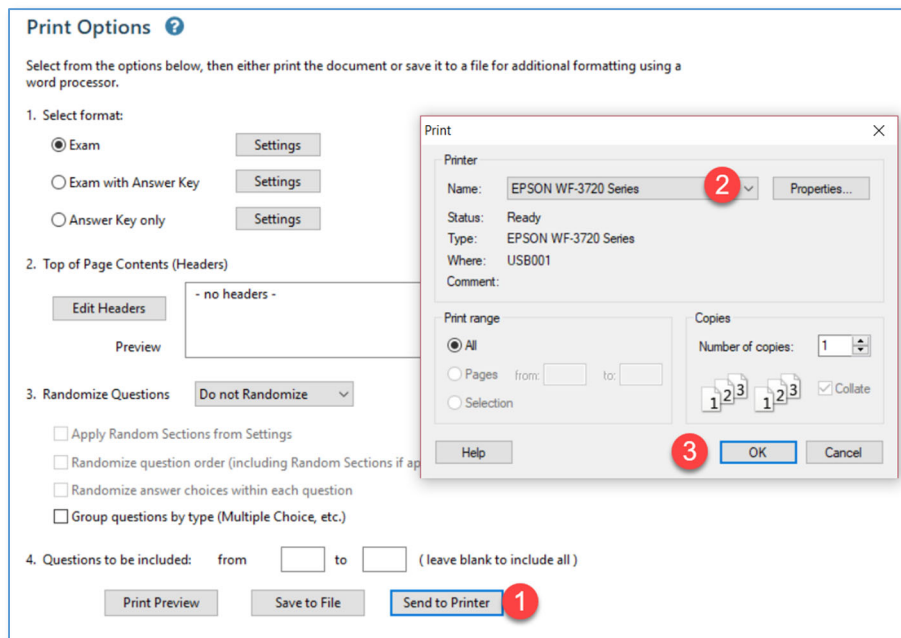 Print Options ?
Select from the options below, then either print the document or save it to a file for additional formatting using a
word processor.
1. Select format:
Exam Settings
Exam with Answer Key Settings
Answer Key only Settings
2. Top of Page Contents (Headers)
Edit Headers
- no headers -
Preview
3. Randomize Questions Do not Randomize
Apply Random Sections from Settings
Randomize question order (including Random Sections if ap
Randomize answer choices within each question
Group questions by type (Multiple Choice, etc.)
4. Questions to be included: from to ( leave blank to include all )
Print Preview Save to File Send to Printer 1
Print
Printer
Name: EPSON WF-3720 Series 2 Properties...
Status: Ready
Type: EPSON WF-3720 Series
Where: USB001
Comment:
Print range
All
Pages from: to:
Selection
Copies
Number of copies: 1
1 2 3 1 2 3 Collate
Help 3 OK Cancel